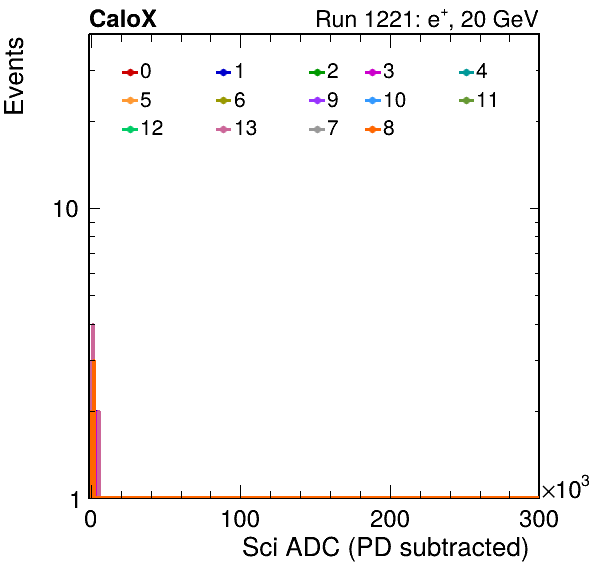 CaloX Run 1221: e⁺, 20 GeV
Events
0 1 2 3 4
5 6 9 10 11
12 13 7 8
10
1
×10³
0 100 200 300
Sci ADC (PD subtracted)